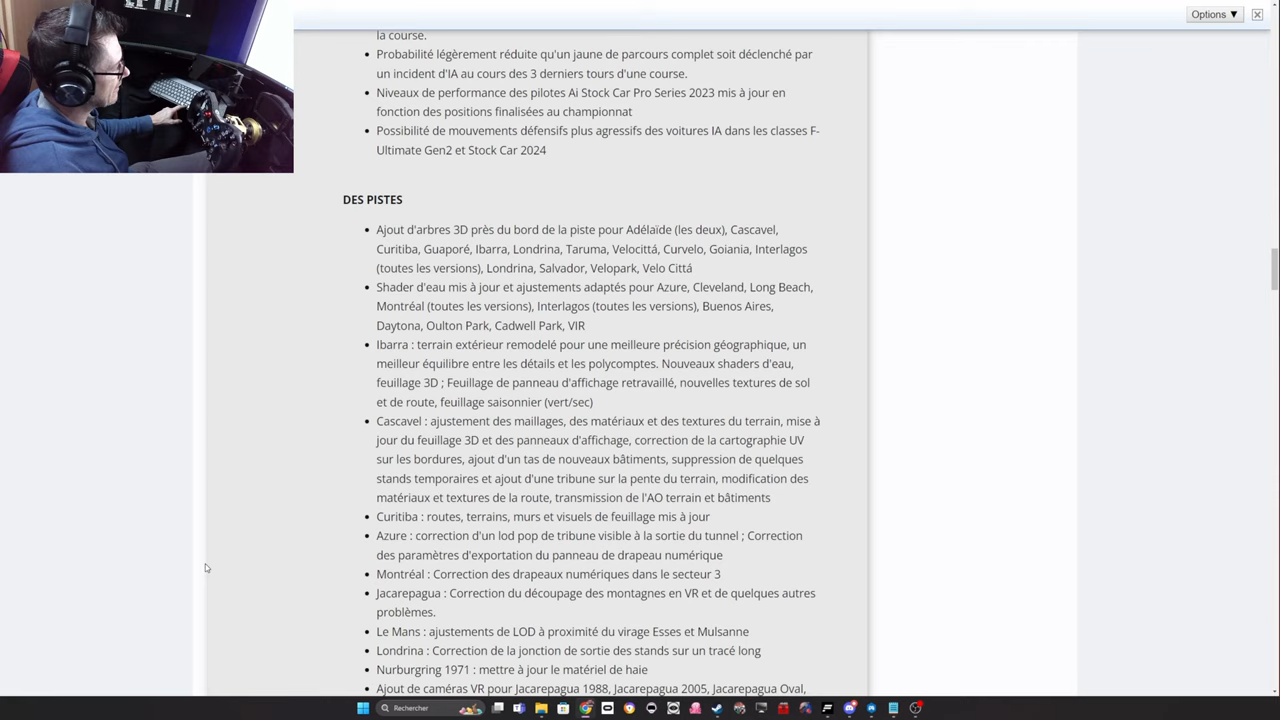 Options ▼
la course.
Probabilité légèrement réduite qu'un jaune de parcours complet soit déclenché par
un incident d'IA au cours des 3 derniers tours d'une course.
Niveaux de performance des pilotes Ai Stock Car Pro Series 2023 mis à jour en
fonction des positions finalisées au championnat
Possibilité de mouvements défensifs plus agressifs des voitures IA dans les classes F-
Ultimate Gen2 et Stock Car 2024
DES PISTES
Ajout d'arbres 3D près du bord de la piste pour Adélaïde (les deux), Cascavel,
Curitiba, Guaporé, Ibarra, Londrina, Taruma, Velocittá, Curvelo, Goiania, Interlagos
(toutes les versions), Londrina, Salvador, Velopark, Velo Cittá
Shader d'eau mis à jour et ajustements adaptés pour Azure, Cleveland, Long Beach,
Montréal (toutes les versions), Interlagos (toutes les versions), Buenos Aires,
Daytona, Oulton Park, Cadwell Park, VIR
Ibarra : terrain extérieur remodelé pour une meilleure précision géographique, un
meilleur équilibre entre les détails et les polycomptes. Nouveaux shaders d'eau,
feuillage 3D ; Feuillage de panneau d'affichage retravaillé, nouvelles textures de sol
et de route, feuillage saisonnier (vert/sec)
Cascavel : ajustement des maillages, des matériaux et des textures du terrain, mise à
jour du feuillage 3D et des panneaux d'affichage, correction de la cartographie UV
sur les bordures, ajout d'un tas de nouveaux bâtiments, suppression de quelques
stands temporaires et ajout d'une tribune sur la pente du terrain, modification des
matériaux et textures de la route, transmission de l'AO terrain et bâtiments
Curitiba : routes, terrains, murs et visuels de feuillage mis à jour
Azure : correction d'un lod pop de tribune visible à la sortie du tunnel ; Correction
des paramètres d'exportation du panneau de drapeau numérique
Montréal : Correction des drapeaux numériques dans le secteur 3
Jacarepagua : Correction du découpage des montagnes en VR et de quelques autres
problèmes.
Le Mans : ajustements de LOD à proximité du virage Esses et Mulsanne
Londrina : Correction de la jonction de sortie des stands sur un tracé long
Nurburgring 1971 : mettre à jour le matériel de haie
Ajout de caméras VR pour Jacarepagua 1988, Jacarepagua 2005, Jacarepagua Oval,
Rechercher